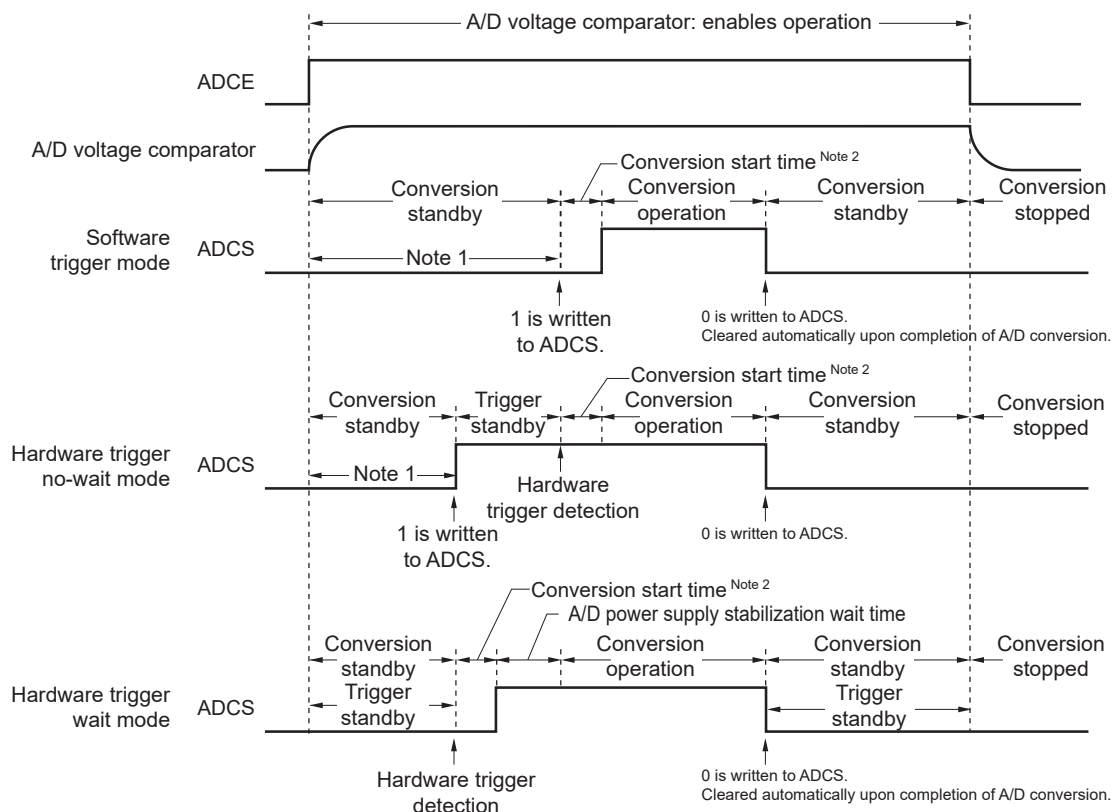 A/D voltage comparator: enables operation
ADCE
A/D voltage comparator
Conversion start time Note 2
Conversion standby
Conversion operation
Conversion standby
Conversion stopped
Software trigger mode
ADCS
Note 1
1 is written to ADCS.
0 is written to ADCS.
Cleared automatically upon completion of A/D conversion.
Conversion start time Note 2
Conversion standby
Trigger standby
Conversion operation
Conversion standby
Conversion stopped
Hardware trigger no-wait mode
ADCS
Note 1
Hardware trigger detection
1 is written to ADCS.
0 is written to ADCS.
Conversion start time Note 2
A/D power supply stabilization wait time
Conversion standby
Conversion operation
Conversion standby
Conversion stopped
Hardware trigger wait mode
ADCS
Trigger standby
Trigger standby
Hardware trigger detection
0 is written to ADCS.
Cleared automatically upon completion of A/D conversion.